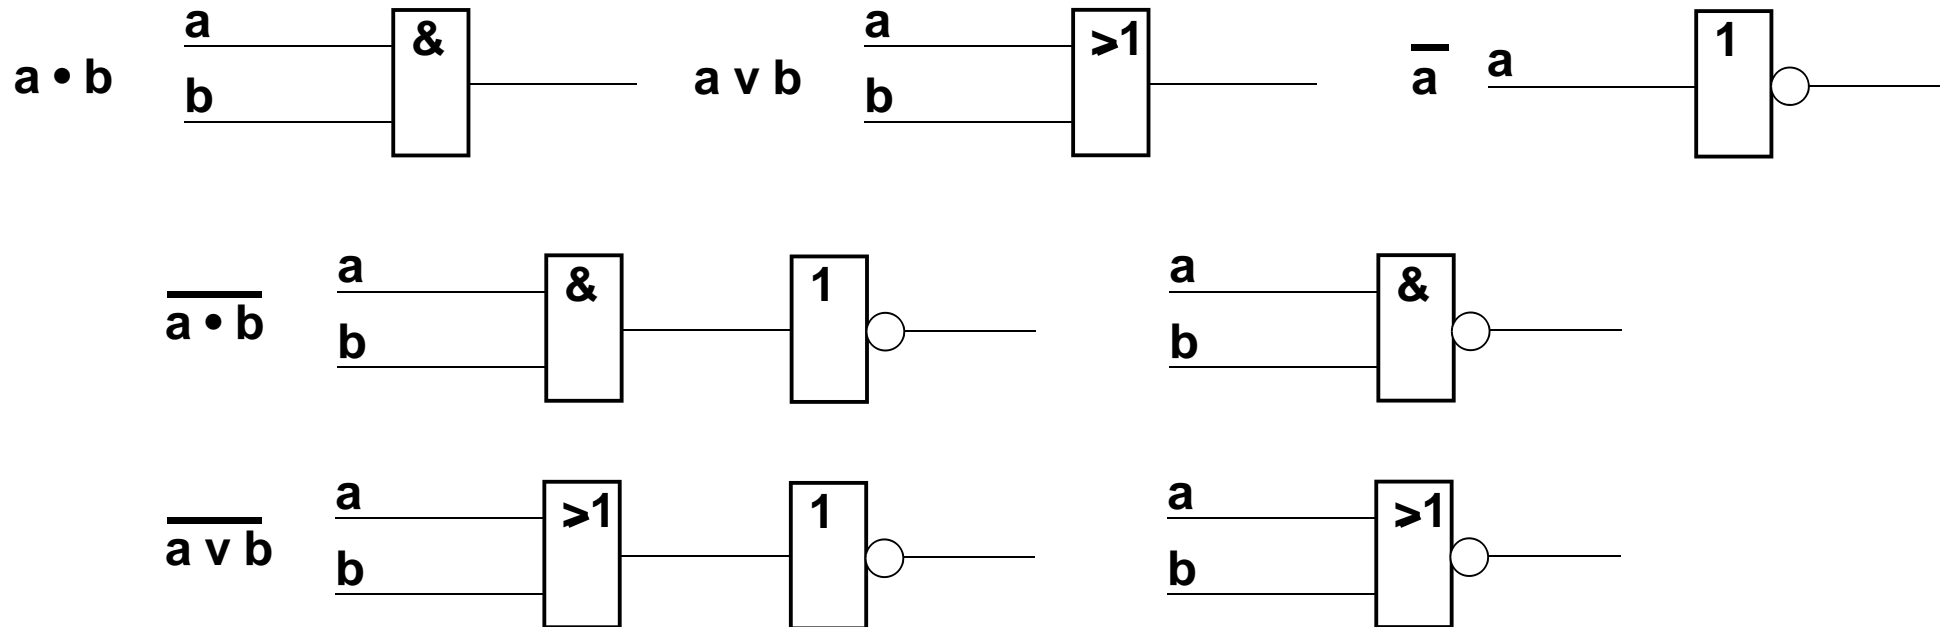 a • b a b & a v b a b ⩾1 a̅ a 1
a̅ ̅•̅ ̅b̅ a b & 1 a b &
a̅ ̅v̅ ̅b̅ a b ⩾1 1 a b ⩾1